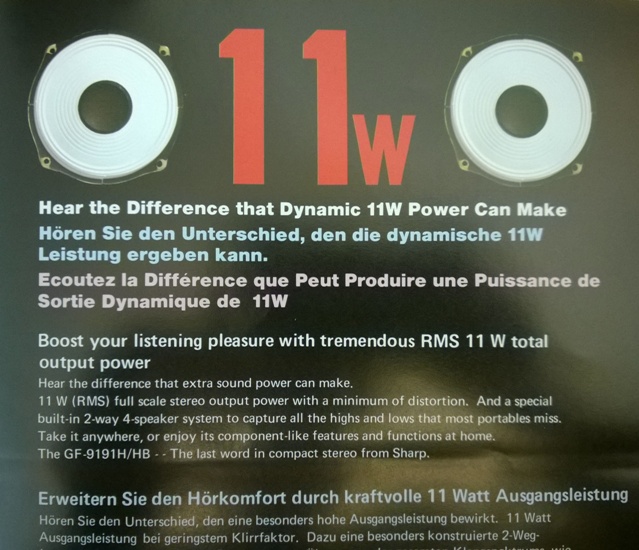 11W
Hear the Difference that Dynamic 11W Power Can Make
Hören Sie den Unterschied, den die dynamische 11W
Leistung ergeben kann.
Ecoutez la Différence que Peut Produire une Puissance de
Sortie Dynamique de 11W
Boost your listening pleasure with tremendous RMS 11 W total
output power
Hear the difference that extra sound power can make.
11 W (RMS) full scale stereo output power with a minimum of distortion. And a special
built-in 2-way 4-speaker system to capture all the highs and lows that most portables miss.
Take it anywhere, or enjoy its component-like features and functions at home.
The GF-9191H/HB - - The last word in compact stereo from Sharp.
Erweitern Sie den Hörkomfort durch kraftvolle 11 Watt Ausgangsleistung
Hören Sie den Unterschied, den eine besonders hohe Ausgangsleistung bewirkt. 11 Watt
Ausgangsleistung bei geringstem Klirrfaktor. Dazu eine besonders konstruierte 2-Weg-